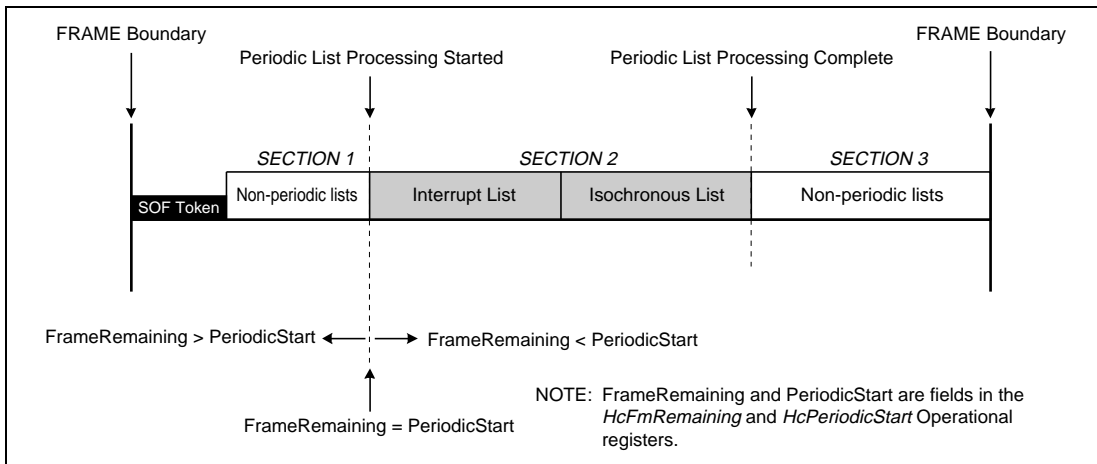 FRAME Boundary
FRAME Boundary
Periodic List Processing Started
Periodic List Processing Complete
SECTION 1
SECTION 2
SECTION 3
SOF Token
Non-periodic lists
Interrupt List
Isochronous List
Non-periodic lists
FrameRemaining > PeriodicStart
FrameRemaining < PeriodicStart
FrameRemaining = PeriodicStart
NOTE: FrameRemaining and PeriodicStart are fields in the
HcFmRemaining and HcPeriodicStart Operational
registers.